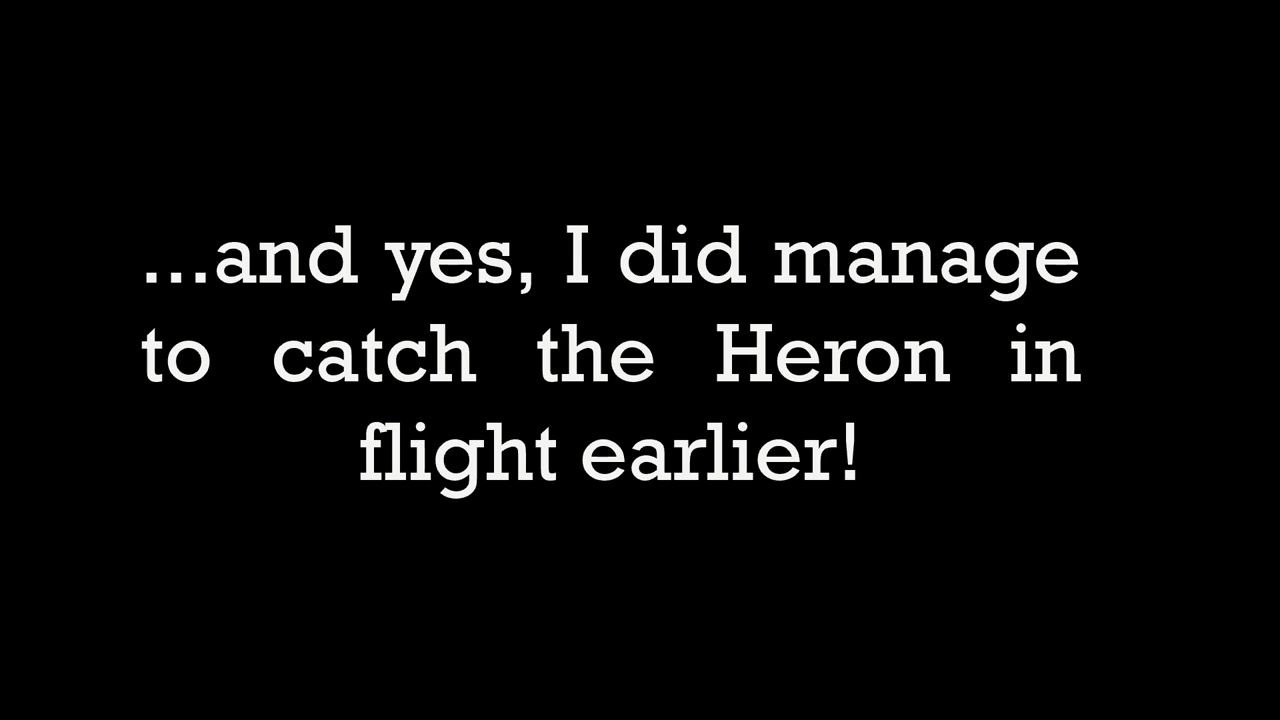 ...and yes, I did manage
to catch the Heron in
flight earlier!